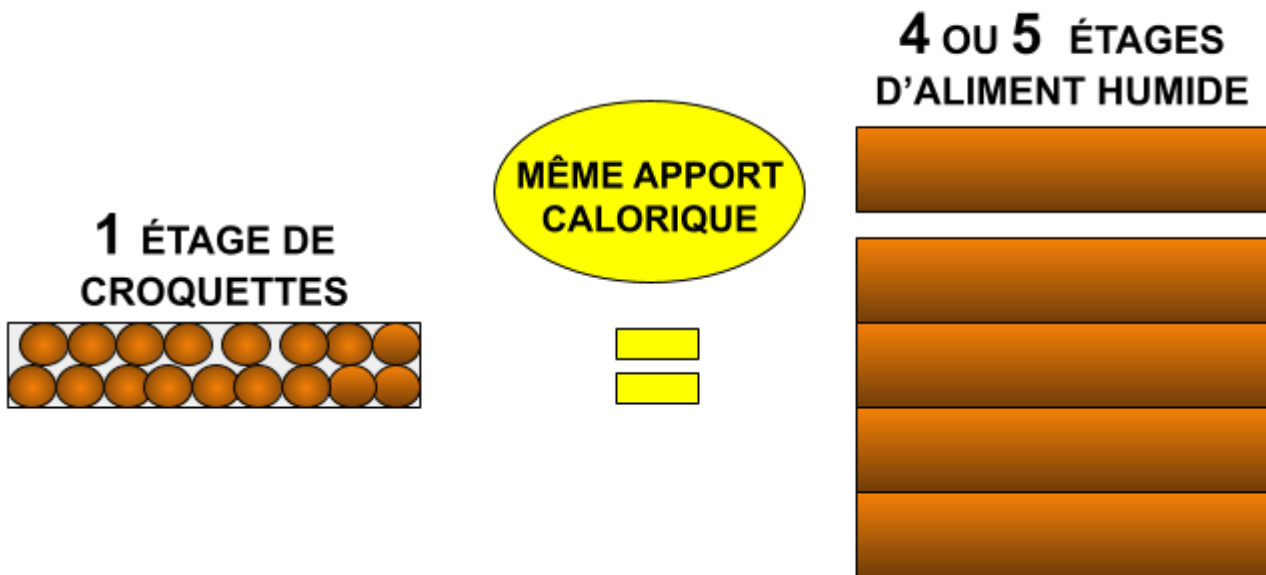 1 ÉTAGE DE
CROQUETTES
MÊME APPORT
CALORIQUE
4 OU 5 ÉTAGES
D'ALIMENT HUMIDE